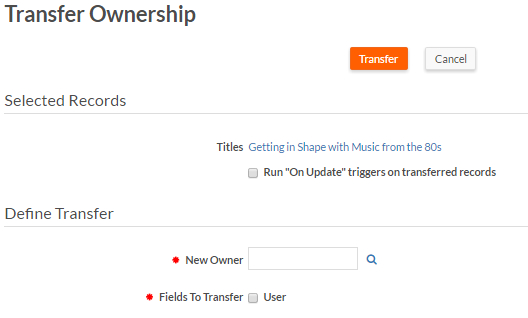 Transfer Ownership
Transfer Cancel
Selected Records
Titles Getting in Shape with Music from the 80s
Run "On Update" triggers on transferred records
Define Transfer
New Owner
Fields To Transfer User